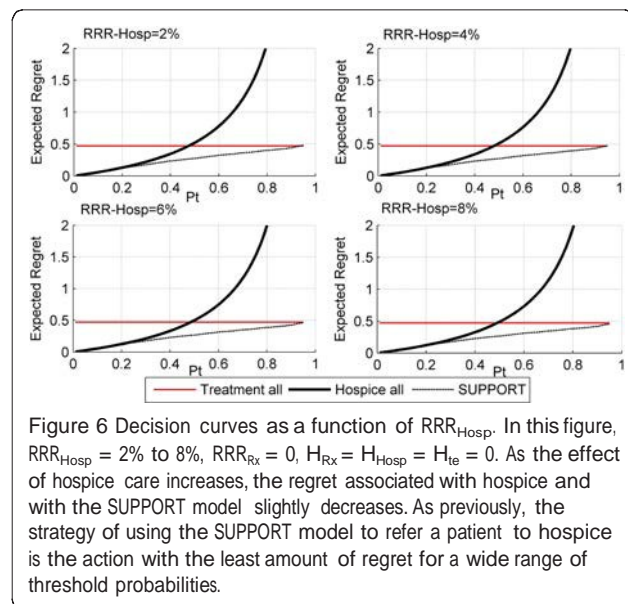 RRR-Hosp=2%
RRR-Hosp=4%
2
1.5
1
0.5
0
Expected Regret
0 0.2 0.4 0.6 0.8 1
Pt
2
1.5
1
0.5
0
Expected Regret
0 0.2 0.4 0.6 0.8 1
Pt
RRR-Hosp=6%
RRR-Hosp=8%
2
1.5
1
0.5
0
Expected Regret
0 0.2 0.4 0.6 0.8 1
Pt
2
1.5
1
0.5
0
Expected Regret
0 0.2 0.4 0.6 0.8 1
Pt
Treatment all Hospice all SUPPORT
Figure 6 Decision curves as a function of RRR_Hosp. In this figure,
RRR_Hosp = 2% to 8%, RRR_Rx = 0, H_Rx = H_Hosp = H_te = 0. As the effect
of hospice care increases, the regret associated with hospice and
with the SUPPORT model slightly decreases. As previously, the
strategy of using the SUPPORT model to refer a patient to hospice
is the action with the least amount of regret for a wide range of
threshold probabilities.